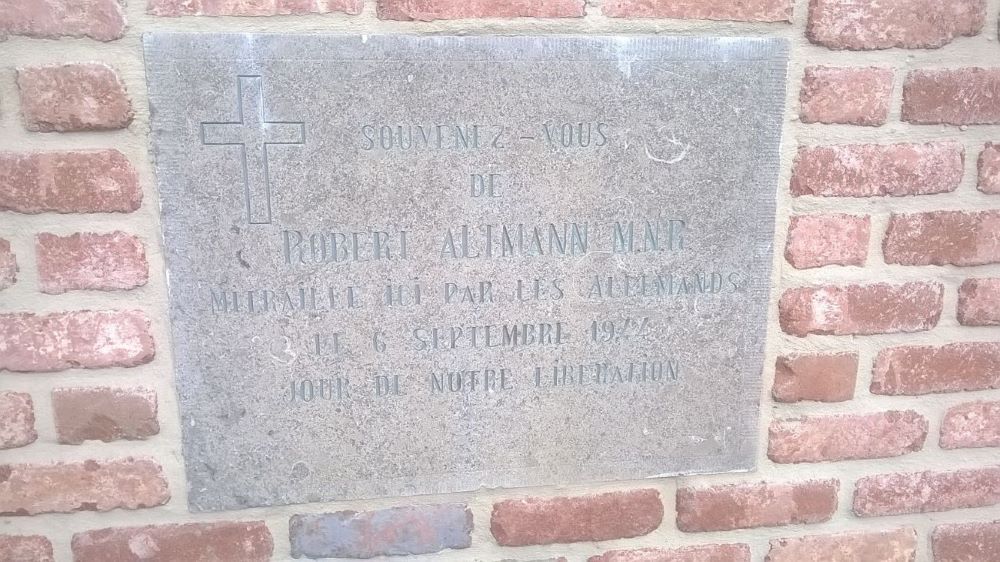 SOUVENEZ-VOUS
DE
ROBERT ALTMANN M.N.R
MITRAILLE ICI PAR LES ALLEMANDS
LE 6 SEPTEMBRE 1944
JOUR DE NOTRE LIBERATION